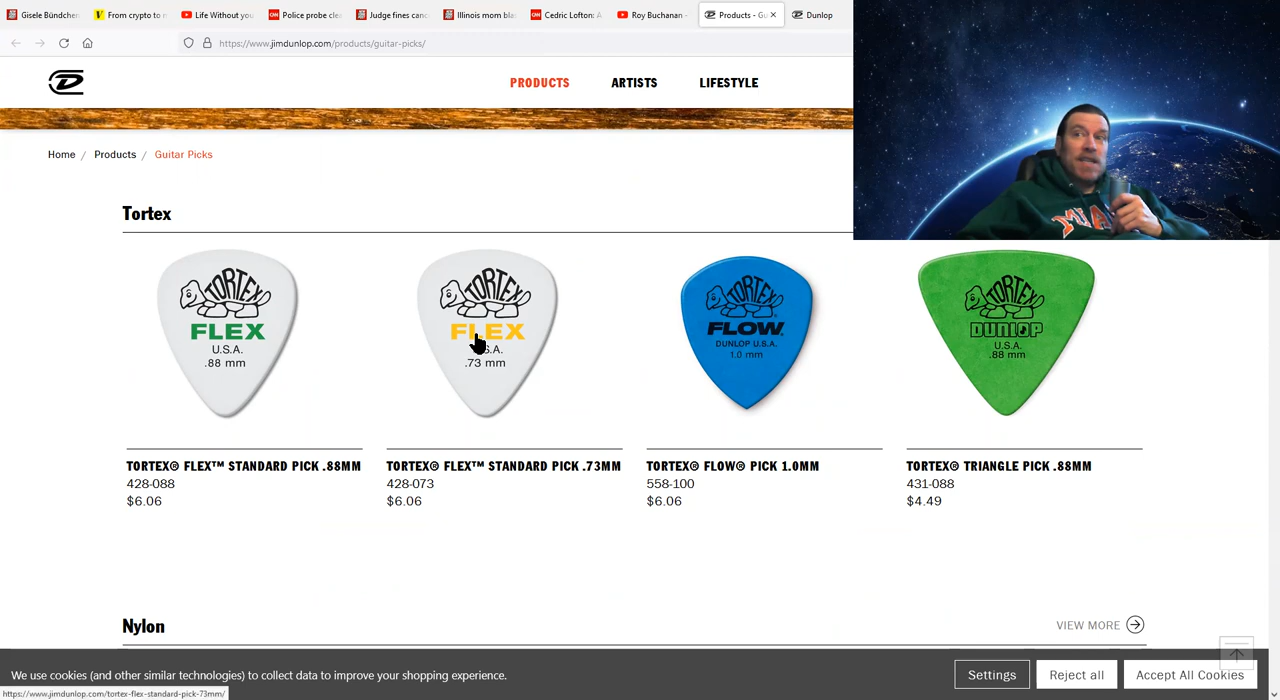 Gisele Bündchen
From crypto to m
Life Without you
Police probe clea
Judge fines canc
Illinois mom bla
Cedric Lofton: A
Roy Buchanan -
Products - Gu
Dunlop
https://www.jimdunlop.com/products/guitar-picks/
PRODUCTS
ARTISTS
LIFESTYLE
Home / Products / Guitar Picks
Tortex
TORTEX
FLEX
U.S.A.
.88 mm
TORTEX
FLEX
S.A.
.73 mm
TORTEX®
FLOW®
DUNLOP U.S.A.
1.0 mm
TORTEX®
DUNLOP
U.S.A.
.88 mm
MIA
TORTEX® FLEX™ STANDARD PICK .88MM
428-088
$6.06
TORTEX® FLEX™ STANDARD PICK .73MM
428-073
$6.06
TORTEX® FLOW® PICK 1.0MM
558-100
$6.06
TORTEX® TRIANGLE PICK .88MM
431-088
$4.49
Nylon
VIEW MORE
We use cookies (and other similar technologies) to collect data to improve your shopping experience.
Settings
Reject all
Accept All Cookies
https://www.jimdunlop.com/tortex-flex-standard-pick-73mm/